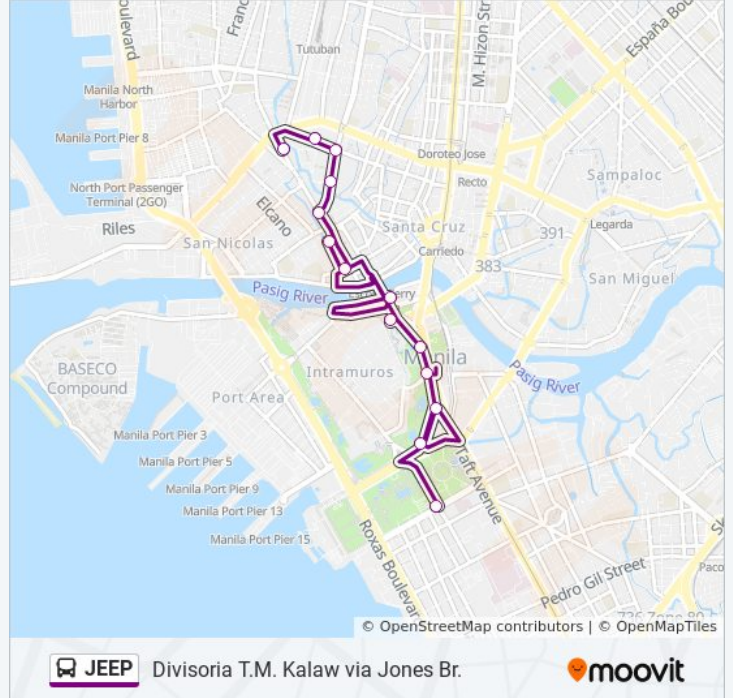 oulevard
Franc
Tutuban
M. Hizon Str
España Bou
Manila North
Harbor
Manila Port Pier 8
Doroteo Jose
Recto
Sampaloc
North Port Passenger
Terminal (2GO)
Elcano
Riles
San Nicolas
Santa Cruz
Legarda
391
Carriedo
383
San Miguel
Pasig River
erry
Manila
BASECO
Compound
Intramuros
Pasig River
Port Area
Manila Port Pier 3
Manila Port Pier 5
Taft Avenue
Manila Port Pier 9
Manila Port Pier 13
Manila Port Pier 15
Roxas Boulevar
Sk
Paco
Pedro Gil Street
© OpenStreetMap contributors | © OpenMapTiles
JEEP Divisoria T.M. Kalaw via Jones Br.
moovit